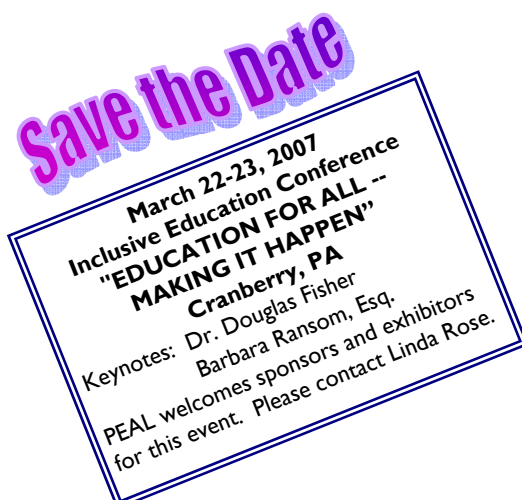 Save the Date
March 22-23, 2007
Inclusive Education Conference
"EDUCATION FOR ALL --
MAKING IT HAPPEN”
Cranberry, PA
Keynotes: Dr. Douglas Fisher
Barbara Ransom, Esq.
PEAL welcomes sponsors and exhibitors
for this event. Please contact Linda Rose.